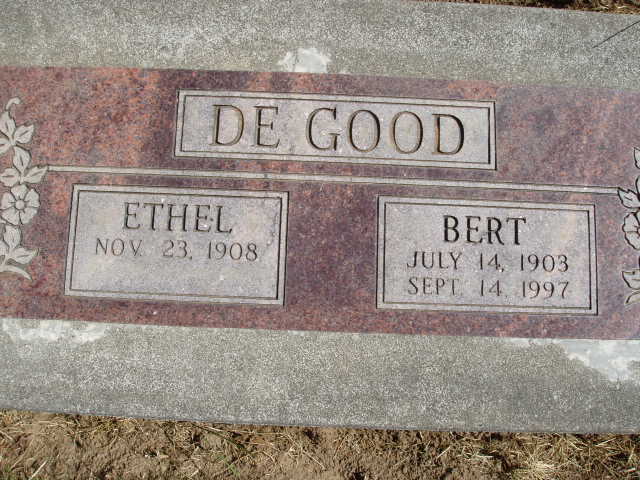 DE GOOD
ETHEL
NOV. 23, 1908
BERT
JULY 14, 1903
SEPT. 14, 1997